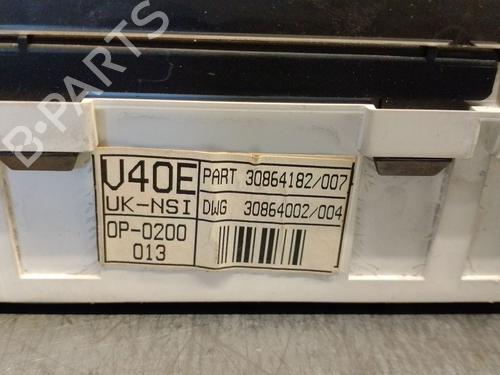 B-PARTS
V40E
UK-NSI
OP-0200
013
PART 30864182/007
DWG 30864002/004